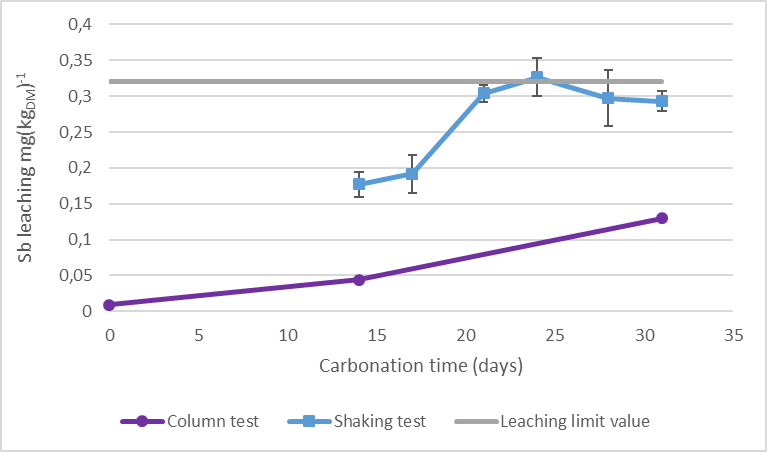 0,4
0,35
0,3
0,25
0,2
0,15
0,1
0,05
0
Sb leaching mg(kgDM)-1
0 5 10 15 20 25 30 35
Carbonation time (days)
Column test Shaking test Leaching limit value